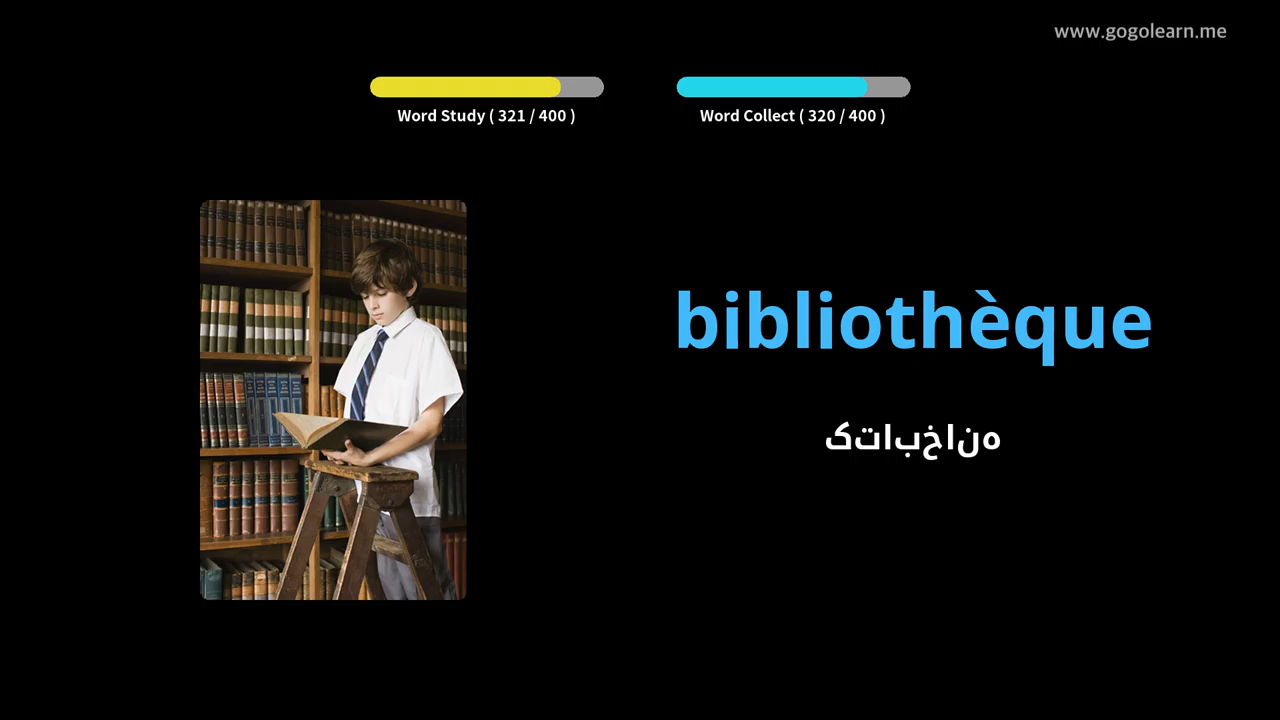 www.gogolearn.me
Word Study ( 321 / 400 )
Word Collect ( 320 / 400 )
bibliothèque
کتابخانه